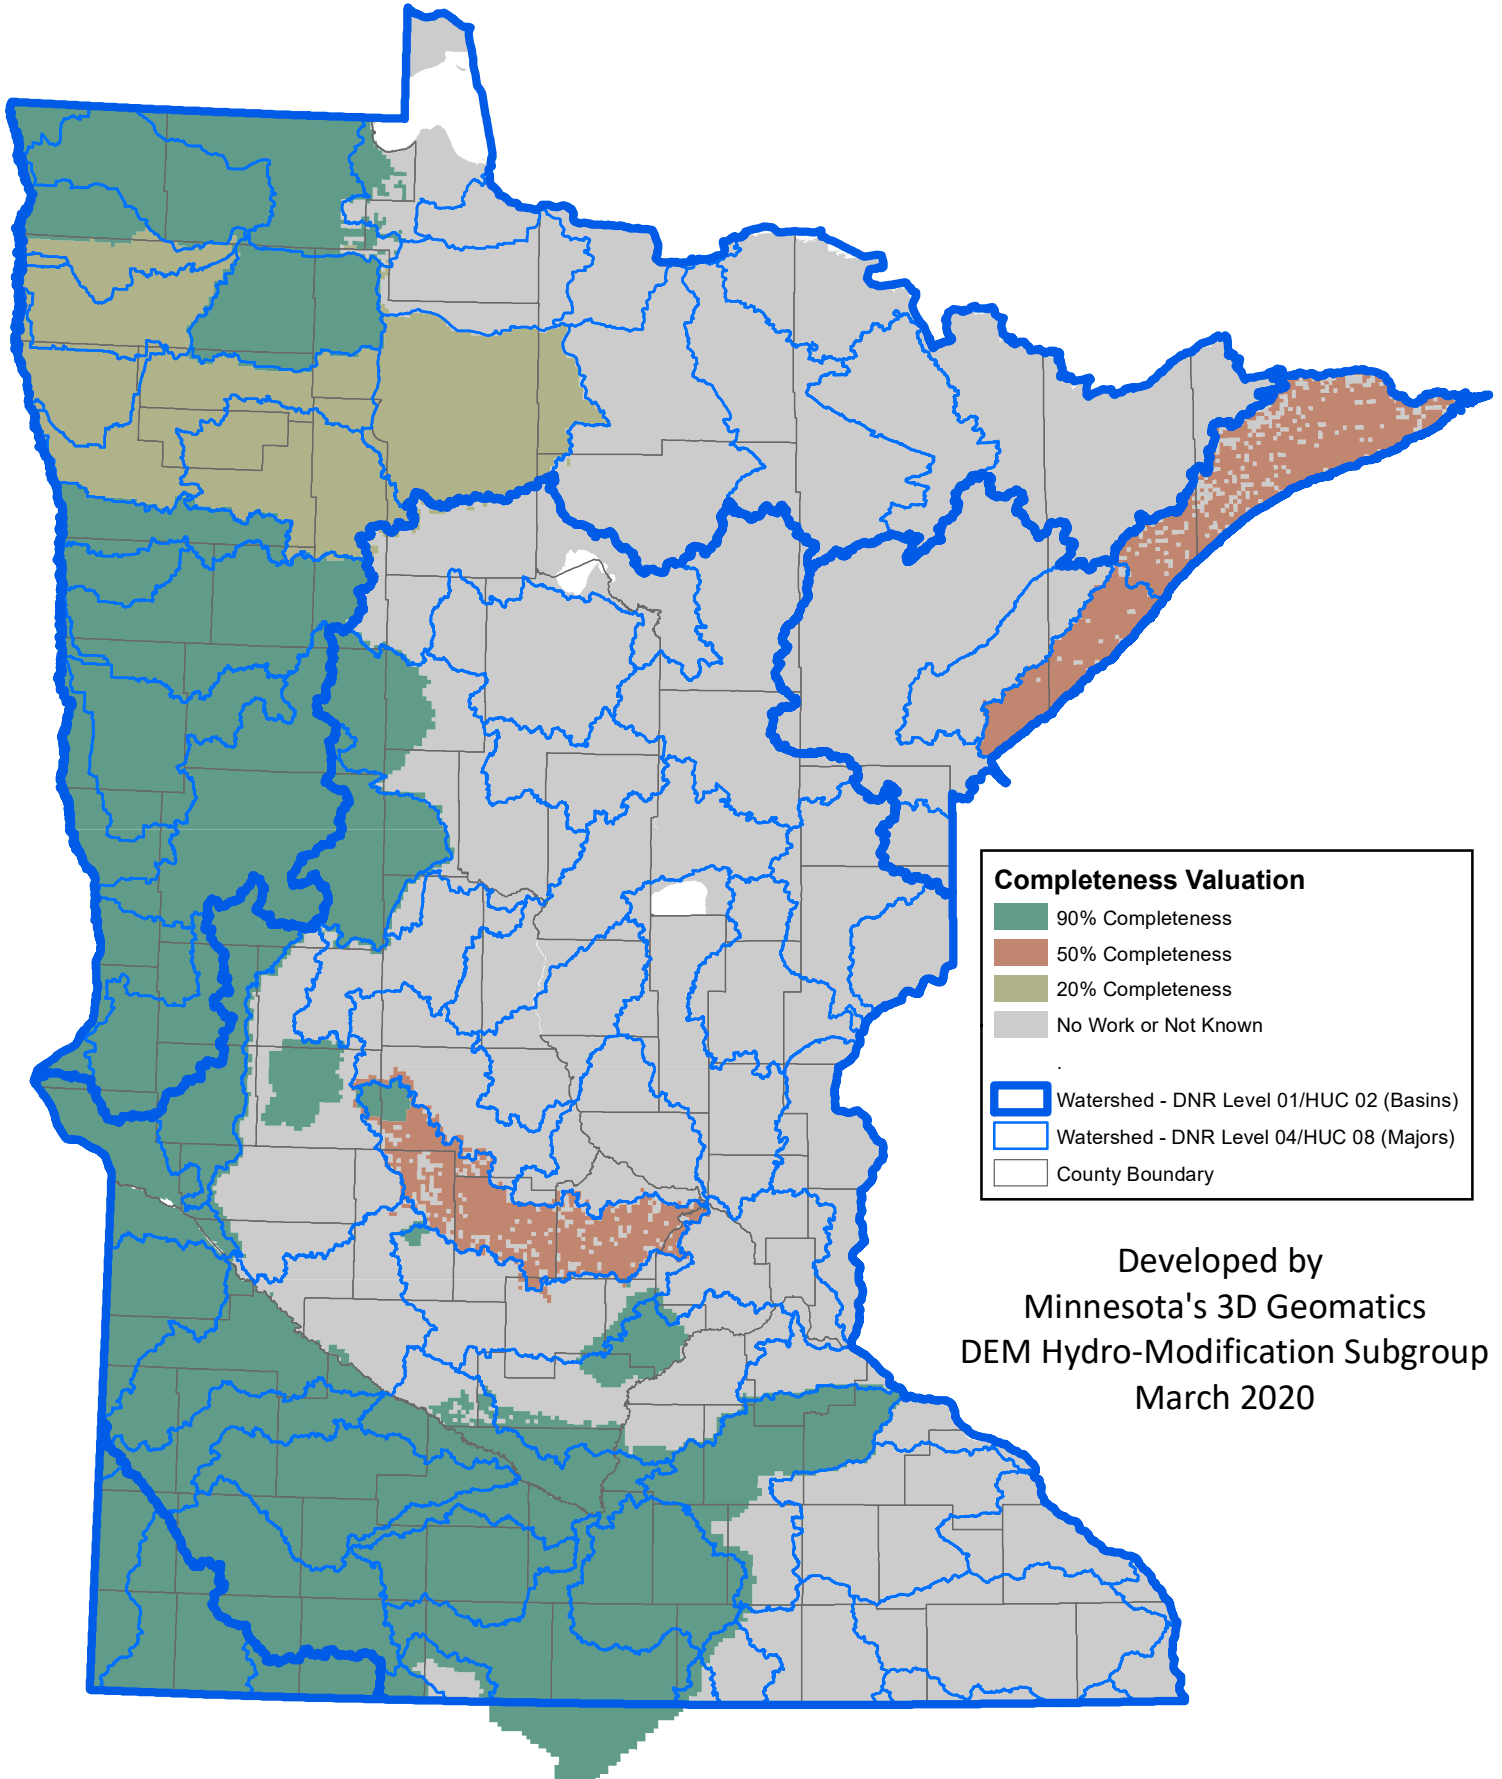 Completeness Valuation
90% Completeness
50% Completeness
20% Completeness
No Work or Not Known
.
Watershed - DNR Level 01/HUC 02 (Basins)
Watershed - DNR Level 04/HUC 08 (Majors)
County Boundary
Developed by
Minnesota's 3D Geomatics
DEM Hydro-Modification Subgroup
March 2020